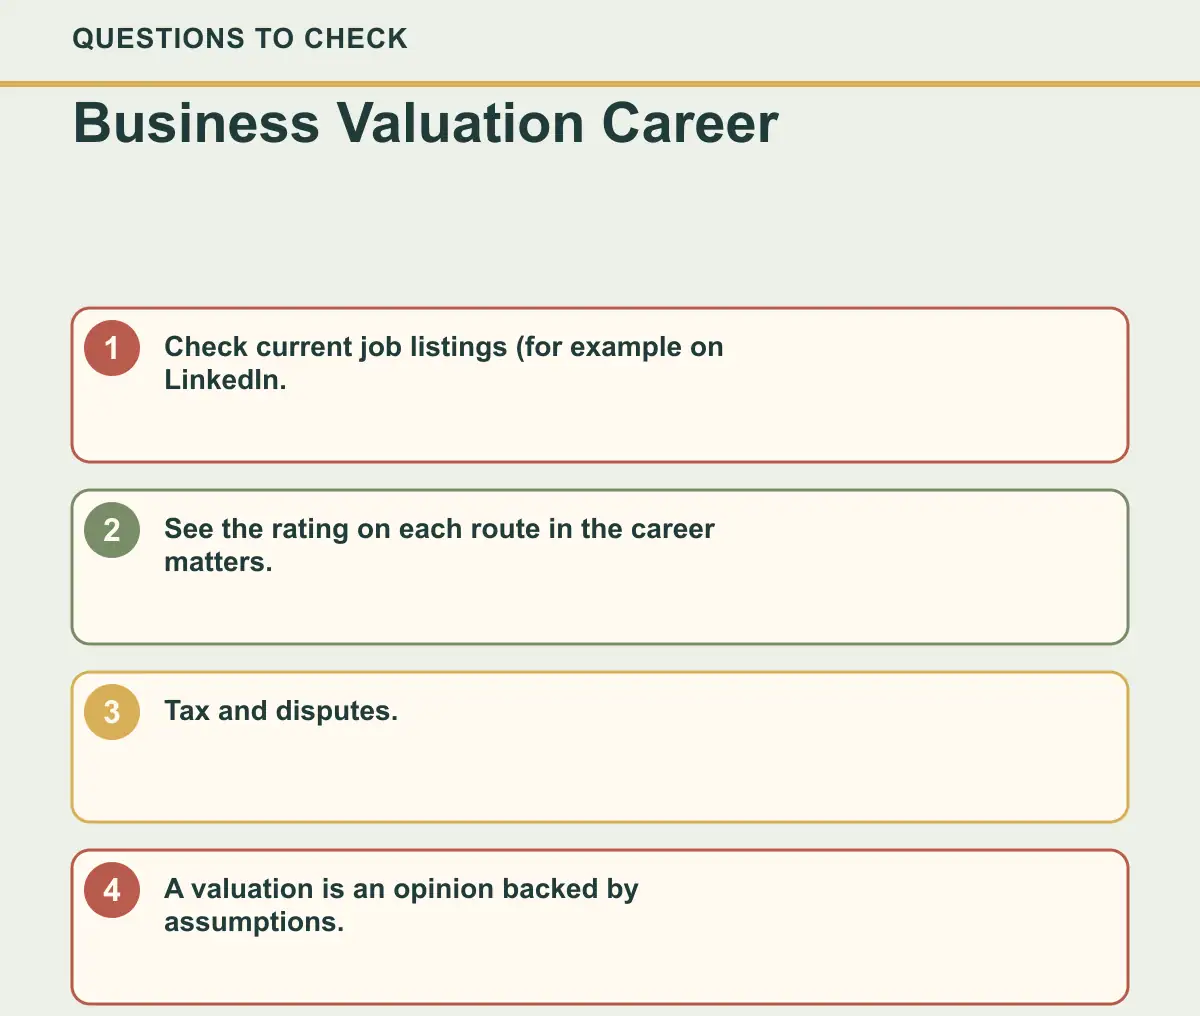 QUESTIONS TO CHECK
Business Valuation Career
1
Check current job listings (for example on
LinkedIn.
2
See the rating on each route in the career
matters.
3
Tax and disputes.
4
A valuation is an opinion backed by
assumptions.